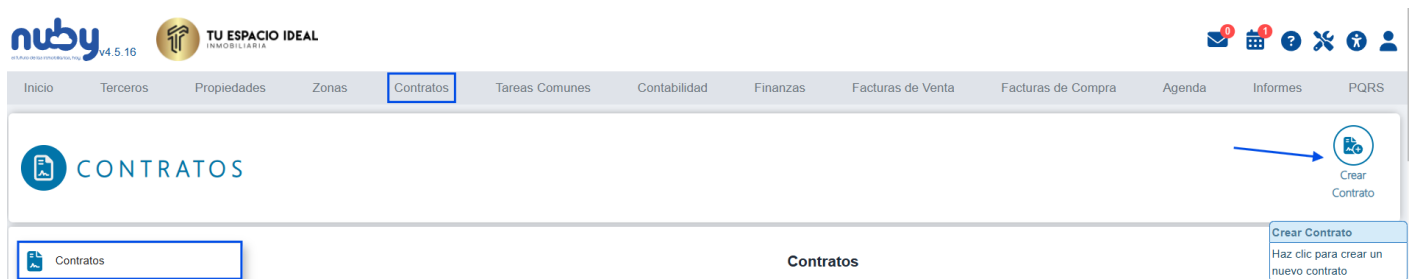 nuby
v4.5.16
TU ESPACIO IDEAL
INMOBILIARIA
0
1
Inicio Terceros Propiedades Zonas Contratos Tareas Comunes Contabilidad Finanzas Facturas de Venta Facturas de Compra Agenda Informes PQRS
CONTRATOS
Crear
Contrato
Crear Contrato
Haz clic para crear un
nuevo contrato
Contratos
Contratos